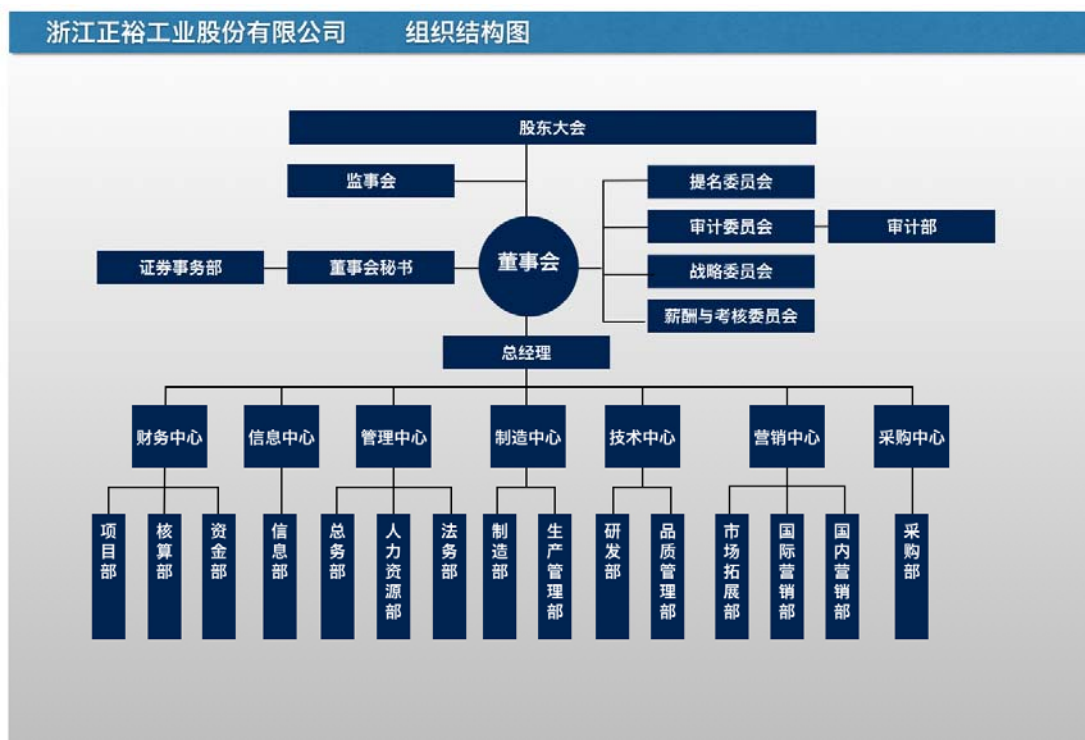 浙江正裕工业股份有限公司 组织结构图
股东大会
监事会
提名委员会
审计委员会
审计部
证券事务部
董事会秘书
董事会
战略委员会
薪酬与考核委员会
总经理
财务中心
信息中心
管理中心
制造中心
技术中心
营销中心
采购中心
项目部
核算部
资金部
信息部
总务部
人力资源部
法务部
制造部
生产管理部
研发部
品质管理部
市场拓展部
国际营销部
国内营销部
采购部